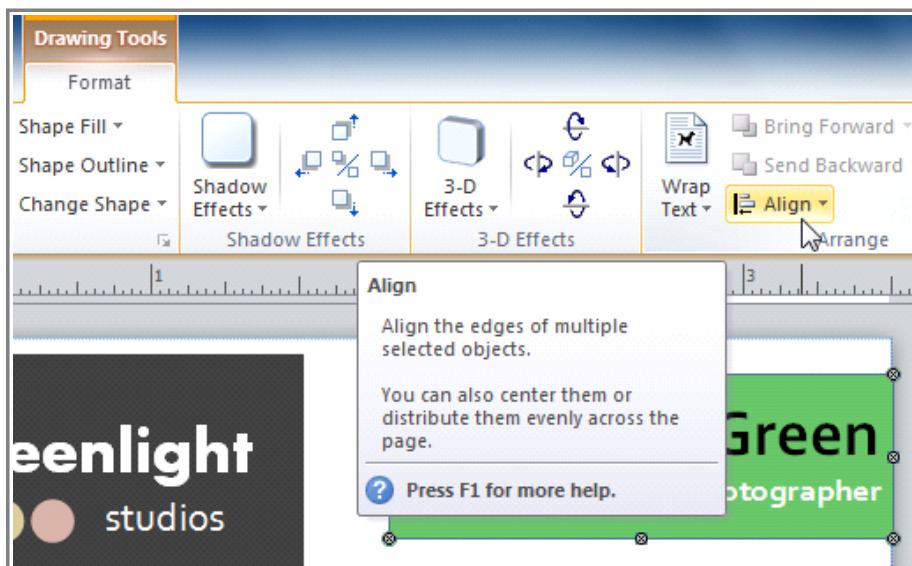 Drawing Tools
Format
Shape Fill
Shape Outline
Change Shape
Shadow
Effects
Shadow Effects
3-D
Effects
3-D Effects
Wrap
Text
Bring Forward
Send Backward
Align
Arrange
1
3
Align
Align the edges of multiple
selected objects.
You can also center them or
distribute them evenly across the
page.
Press F1 for more help.
eenlight
studios
Green
otographer